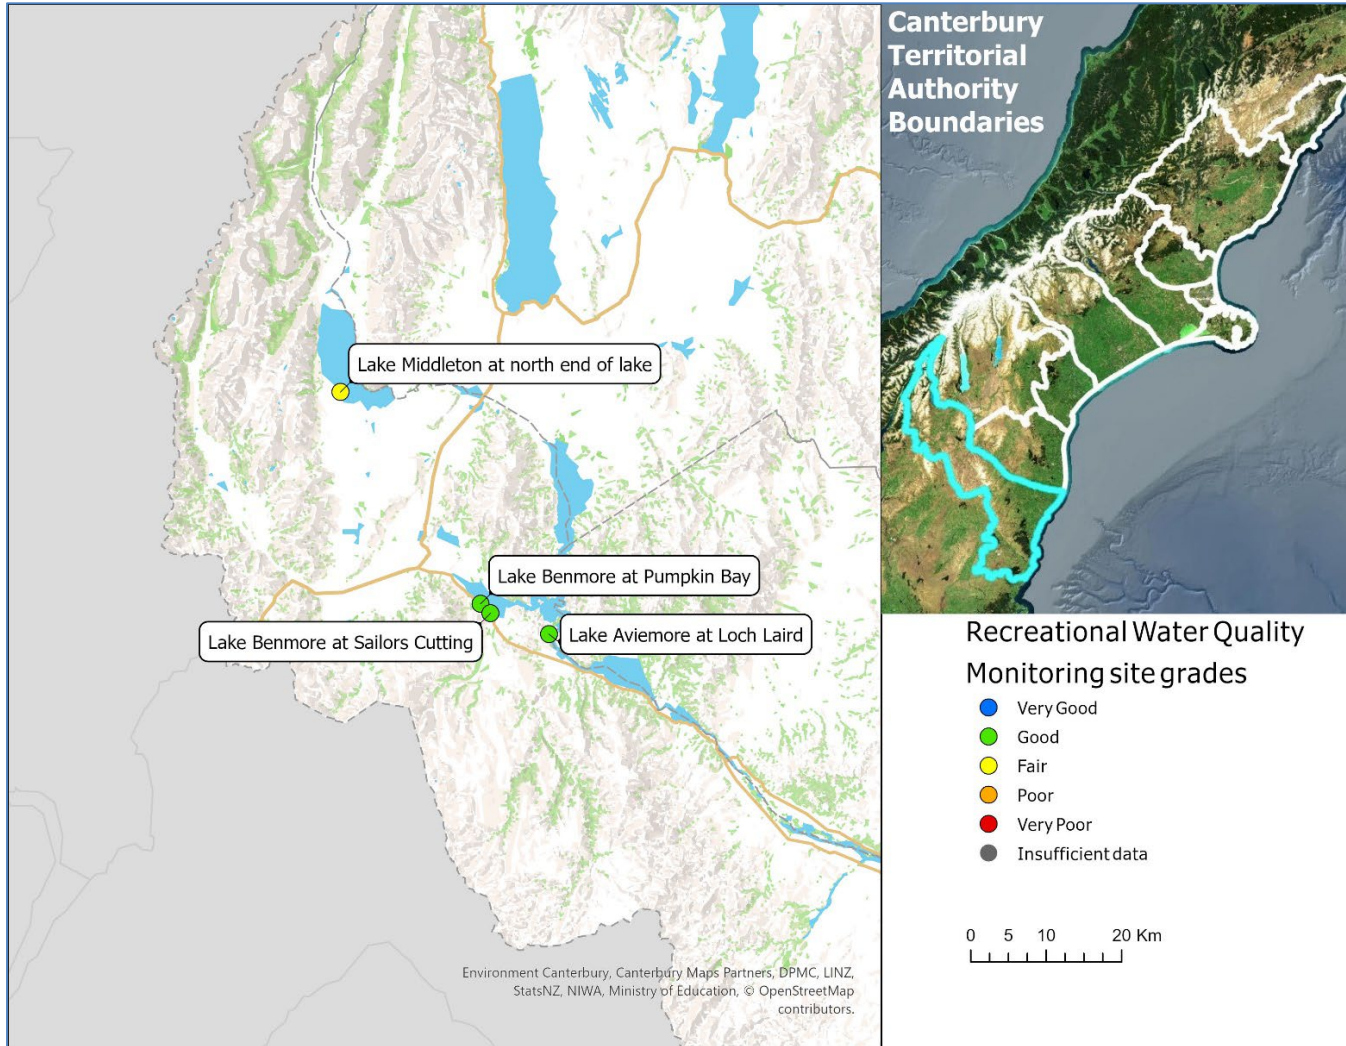 Canterbury
Territorial
Authority
Boundaries
Lake Middleton at north end of lake
Lake Benmore at Pumpkin Bay
Lake Benmore at Sailors Cutting
Lake Aviemore at Loch Laird
Recreational Water Quality
Monitoring site grades
Very Good
Good
Fair
Poor
Very Poor
Insufficient data
0 5 10 20 Km
Environment Canterbury, Canterbury Maps Partners, DPMC, LINZ,
StatsNZ, NIWA, Ministry of Education, © OpenStreetMap
contributors.